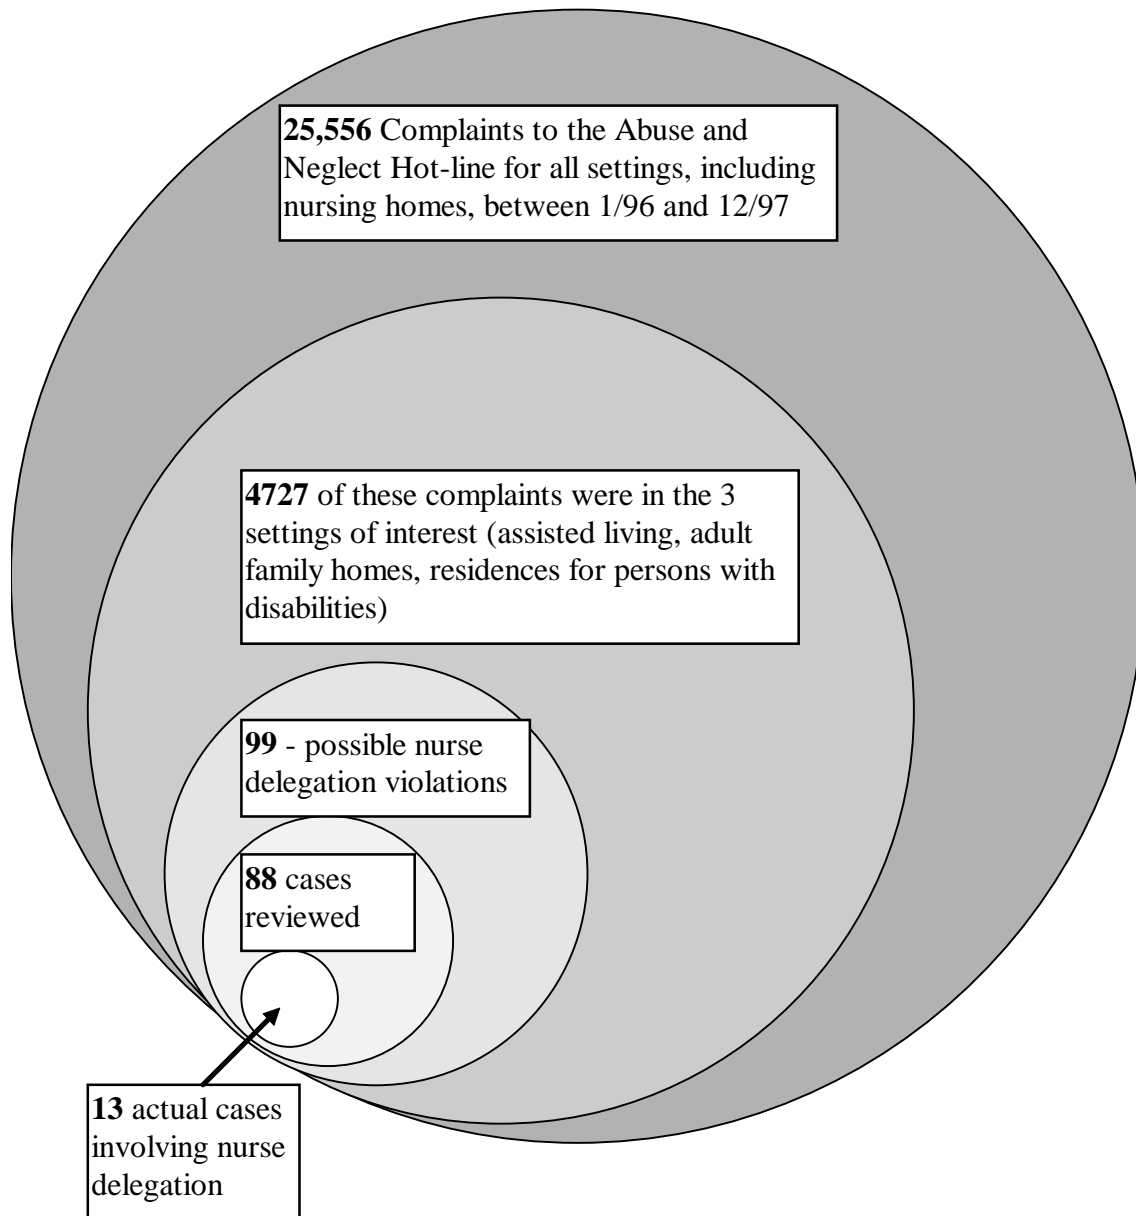 25,556 Complaints to the Abuse and
Neglect Hot-line for all settings, including
nursing homes, between 1/96 and 12/97
4727 of these complaints were in the 3
settings of interest (assisted living, adult
family homes, residences for persons with
disabilities)
99 - possible nurse
delegation violations
88 cases
reviewed
13 actual cases
involving nurse
delegation